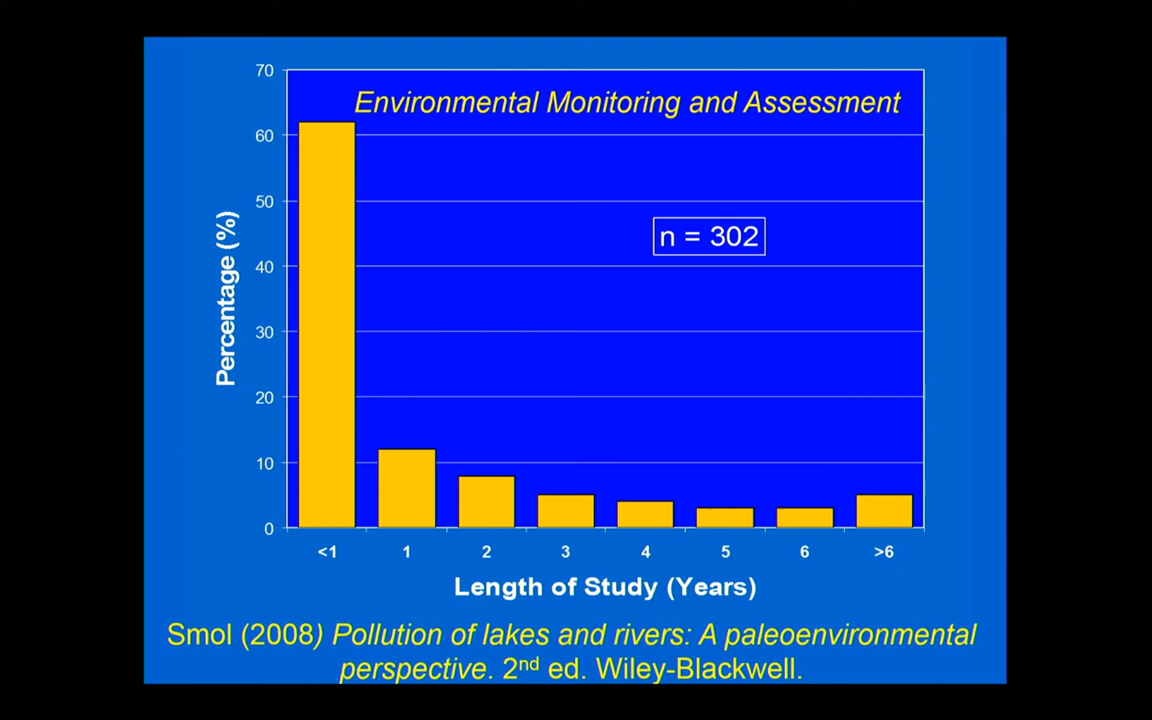 Environmental Monitoring and Assessment
n = 302
Percentage (%)
70
60
50
40
30
20
10
0
<1 1 2 3 4 5 6 >6
Length of Study (Years)
Smol (2008) Pollution of lakes and rivers: A paleoenvironmental
perspective. 2nd ed. Wiley-Blackwell.